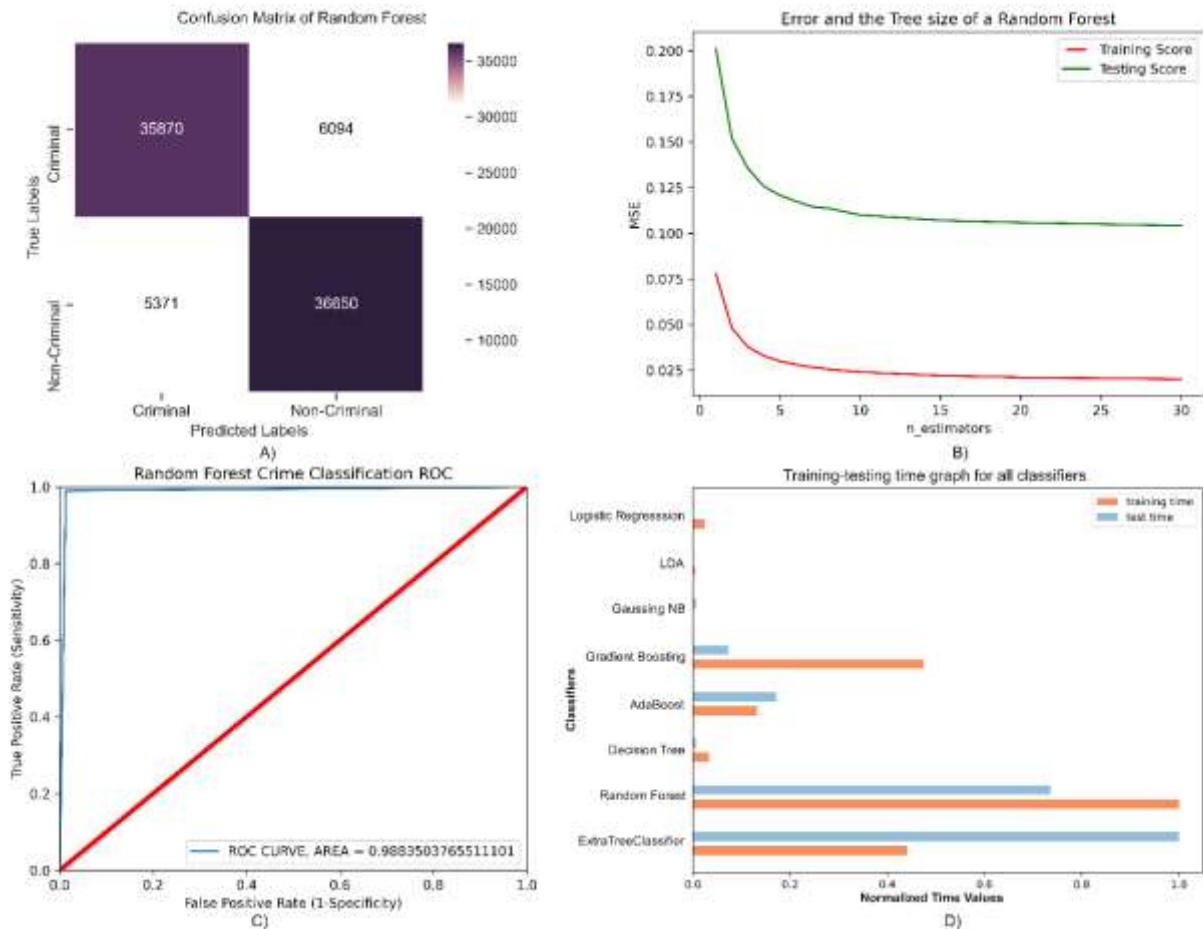 Confusion Matrix of Random Forest
Criminal
Non-Criminal
True Labels
35870
6094
5371
36650
Criminal
Non-Criminal
Predicted Labels
35000
30000
25000
20000
15000
10000
A)
Error and the Tree size of a Random Forest
Training Score
Testing Score
MSE
0.200
0.175
0.150
0.125
0.100
0.075
0.050
0.025
0
5
10
15
20
25
30
n_estimators
B)
Random Forest Crime Classification ROC
True Positive Rate (Sensitivity)
1.0
0.8
0.6
0.4
0.2
0.0
ROC CURVE, AREA = 0.9883503765511101
0.0
0.2
0.4
0.6
0.8
1.0
False Positive Rate (1-Specificity)
C)
Training-testing time graph for all classifiers
training time
test time
Classifiers
Logistic Regresssion
LDA
Gaussing NB
Gradient Boosting
AdaBoost
Decision Tree
Random Forest
ExtraTreeClassifier
0.0
0.2
0.4
0.6
0.8
1.0
Normalized Time Values
D)